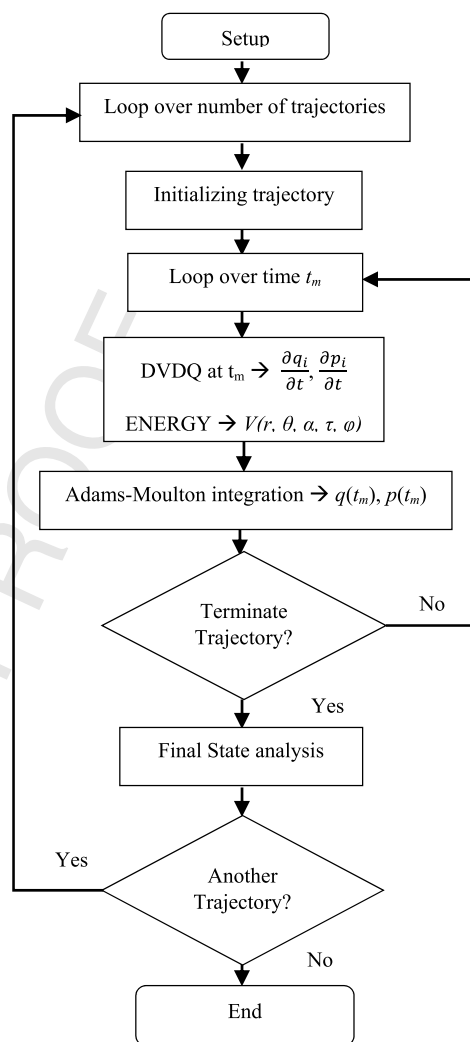 Setup
Loop over number of trajectories
Initializing trajectory
Loop over time t_m
DVDQ at t_m → ∂q_i/∂t, ∂p_i/∂t
ENERGY → V(r, θ, α, τ, φ)
Adams-Moulton integration → q(t_m), p(t_m)
Terminate
Trajectory?
No
Yes
Final State analysis
Another
Trajectory?
Yes
No
End
PROOF